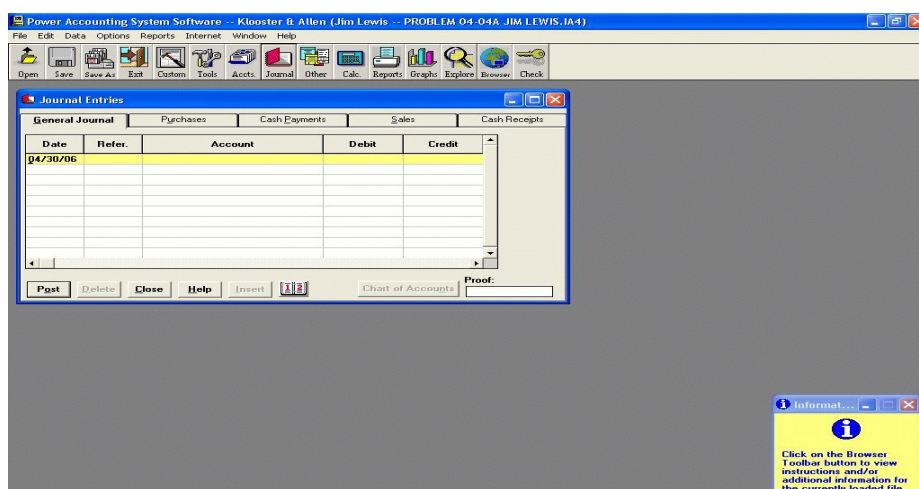 Power Accounting System Software -- Klooster & Allen (Jim Lewis -- PROBLEM 04-04A JIM LEWIS.IA4)
File Edit Data Options Reports Internet Window Help
Open Save Save As Exit Custom Tools Accts. Journal Other Calc. Reports Graphs Explore Browser Check
Journal Entries
General Journal Purchases Cash Payments Sales Cash Receipts
Date Refer. Account Debit Credit
04/30/06
Proof:
Post Delete Close Help Insert 1 2 Chart of Accounts
Informat...
i
Click on the Browser
Toolbar button to view
instructions and/or
additional information for
the currently loaded file